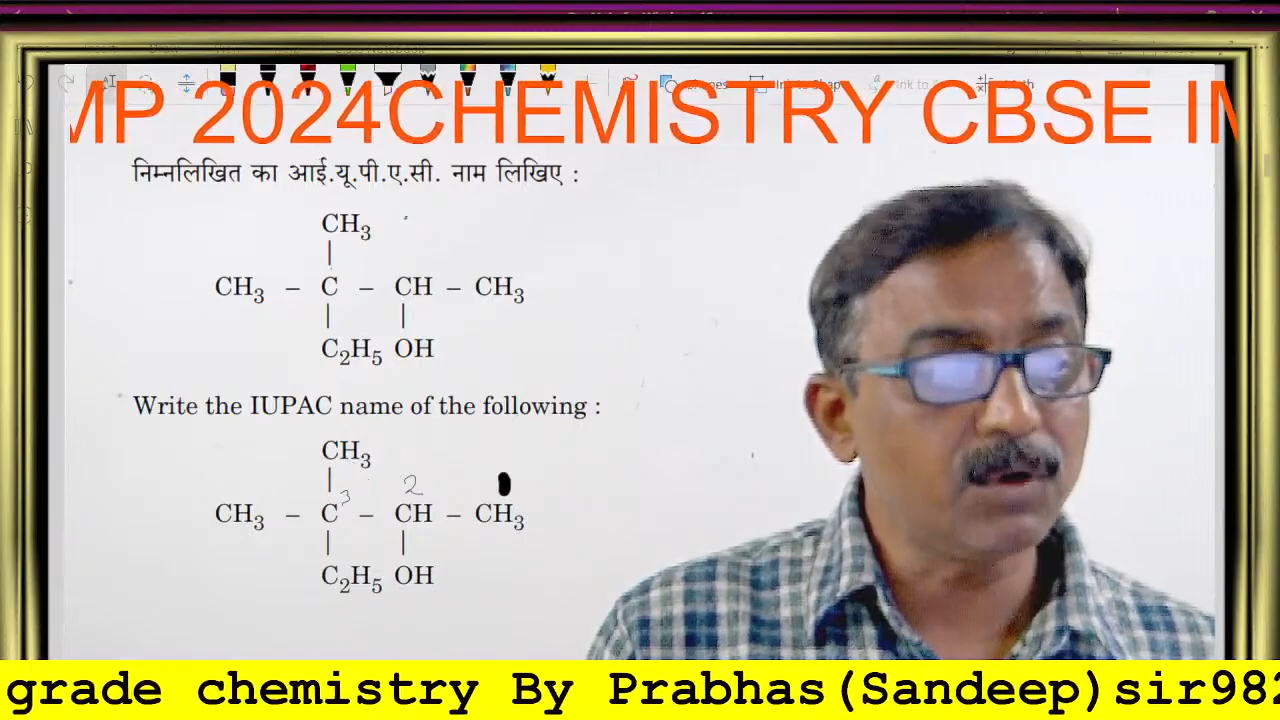 MP 2024CHEMISTRY CBSE IM
निम्नलिखित का आई.यू.पी.ए.सी. नाम लिखिए :
CH3
|
CH3 – C – CH – CH3
| |
C2H5 OH
Write the IUPAC name of the following :
CH3
|
3 2
CH3 – C – CH – CH3
| |
C2H5 OH
grade chemistry By Prabhas(Sandeep)sir982